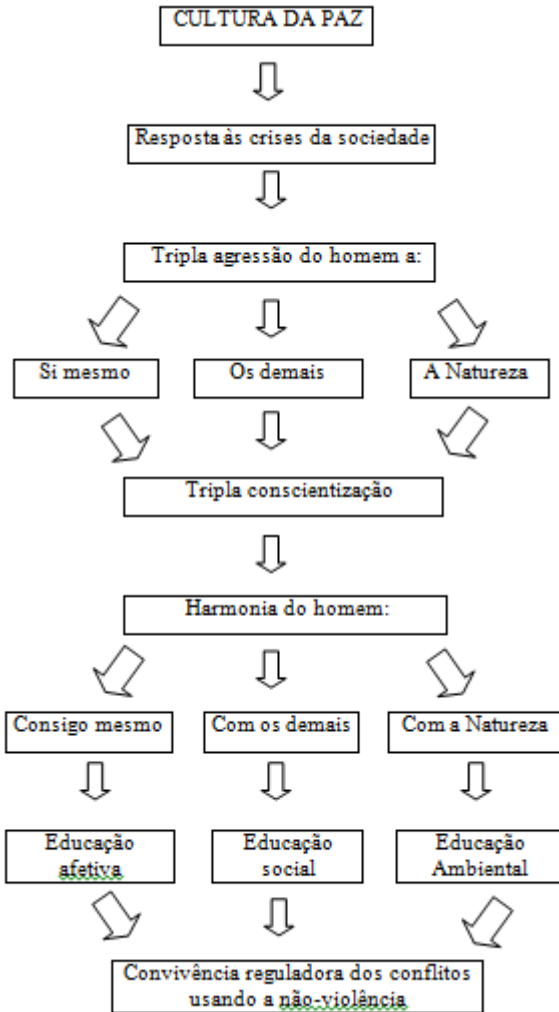 CULTURA DA PAZ
Resposta às crises da sociedade
Tripla agressão do homem a:
Si mesmo
Os demais
A Natureza
Tripla conscientização
Harmonia do homem:
Consigo mesmo
Com os demais
Com a Natureza
Educação
afetiva
Educação
social
Educação
Ambiental
Convivência reguladora dos conflitos
usando a não-violência